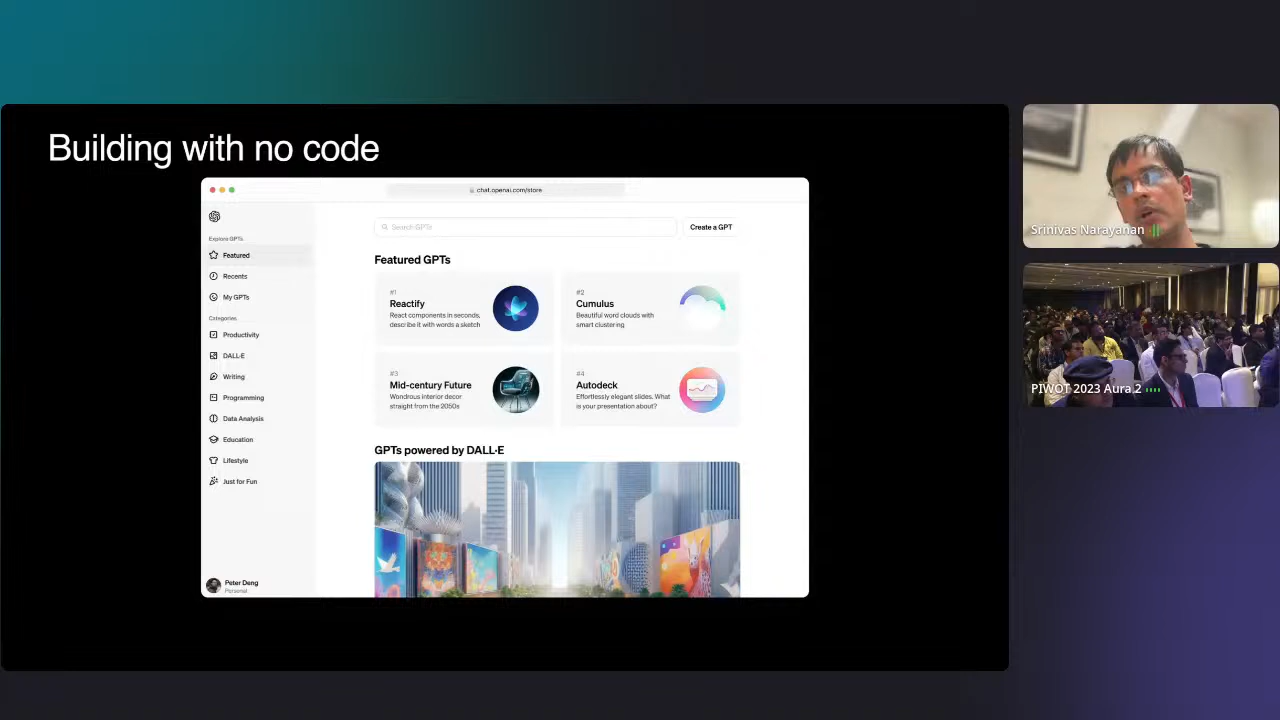 Building with no code
chat.openai.com/store
Search GPTs
Create a GPT
Explore GPTs
Featured
Recents
My GPTs
Categories
Productivity
DALL·E
Writing
Programming
Data Analysis
Education
Lifestyle
Just for Fun
Peter Deng
Personal
Featured GPTs
#1
Reactify
React components in seconds,
describe it with words a sketch
#2
Cumulus
Beautiful word clouds with
smart clustering
#3
Mid-century Future
Wondrous interior decor
straight from the 2050s
#4
Autodeck
Effortlessly elegant slides. What
is your presentation about?
GPTs powered by DALL·E
Srinivas Narayanan
PIWOT 2023 Aura 2